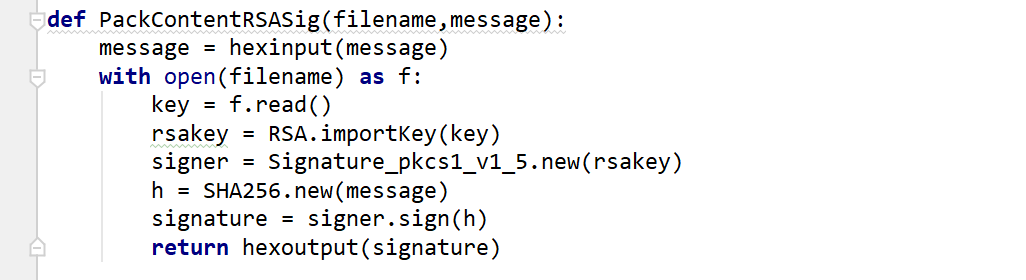 def PackContentRSASig(filename,message):
    message = hexinput(message)
    with open(filename) as f:
        key = f.read()
        rsakey = RSA.importKey(key)
        signer = Signature_pkcs1_v1_5.new(rsakey)
        h = SHA256.new(message)
        signature = signer.sign(h)
        return hexoutput(signature)